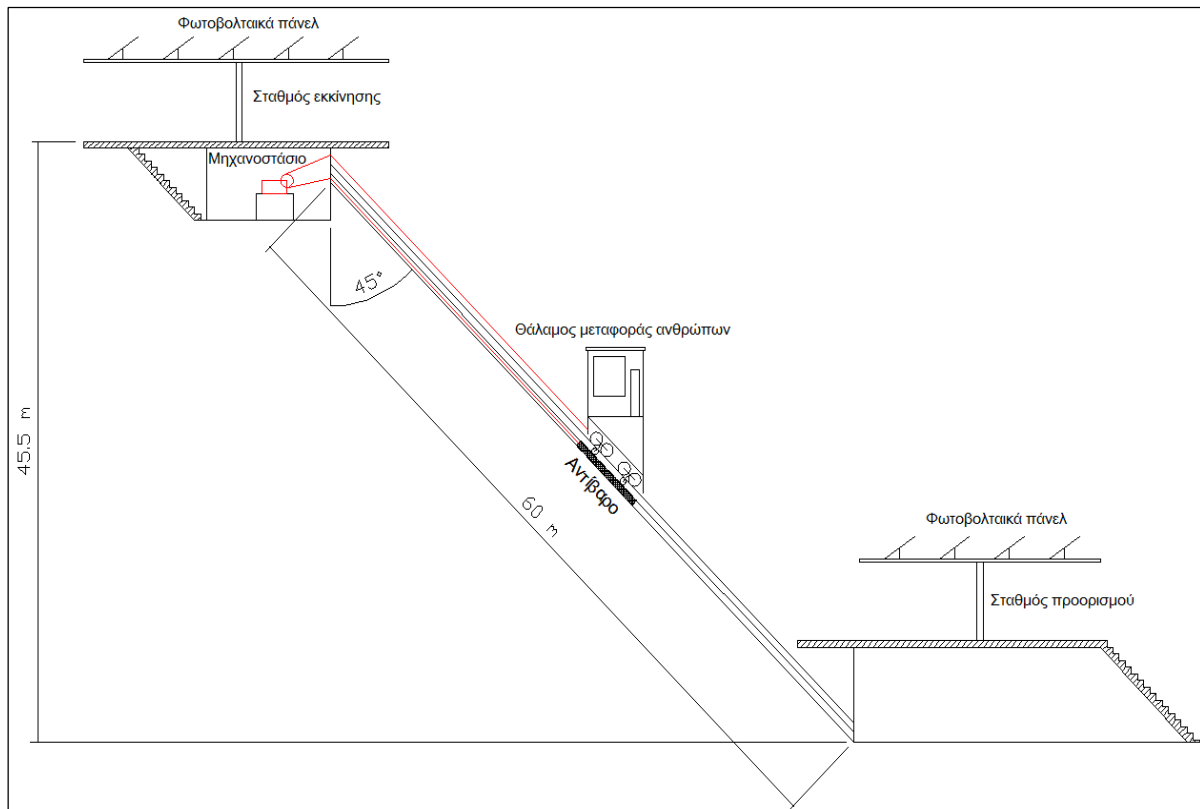 Φωτοβολταικά πάνελ
Σταθμός εκκίνησης
Μηχανοστάσιο
45°
Θάλαμος μεταφοράς ανθρώπων
45.5 m
Αντίβαρο
60 m
Φωτοβολταικά πάνελ
Σταθμός προορισμού